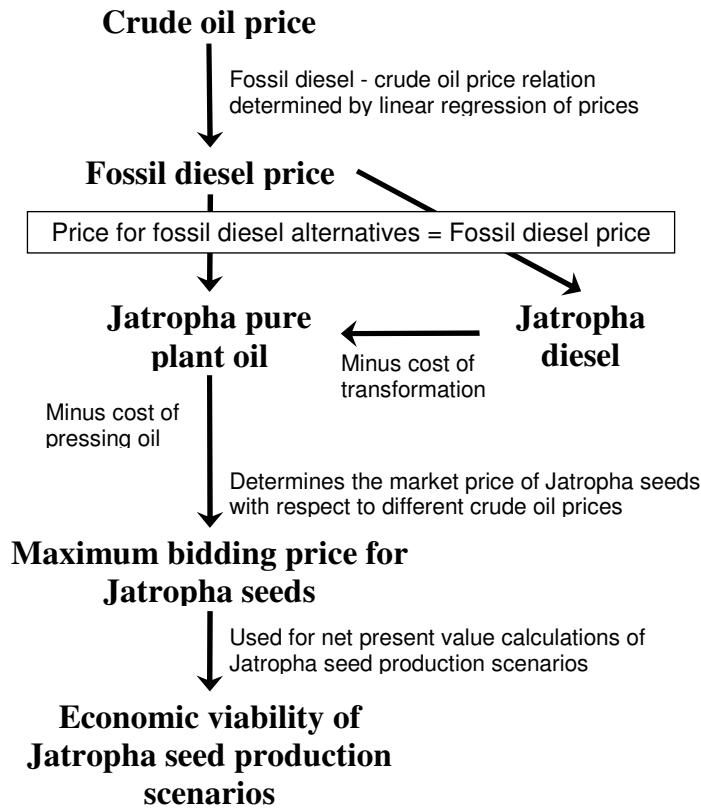 Crude oil price
Fossil diesel - crude oil price relation
determined by linear regression of prices
Fossil diesel price
Price for fossil diesel alternatives = Fossil diesel price
Jatropha pure
plant oil
Jatropha
diesel
Minus cost of
transformation
Minus cost of
pressing oil
Determines the market price of Jatropha seeds
with respect to different crude oil prices
Maximum bidding price for
Jatropha seeds
Used for net present value calculations of
Jatropha seed production scenarios
Economic viability of
Jatropha seed production
scenarios